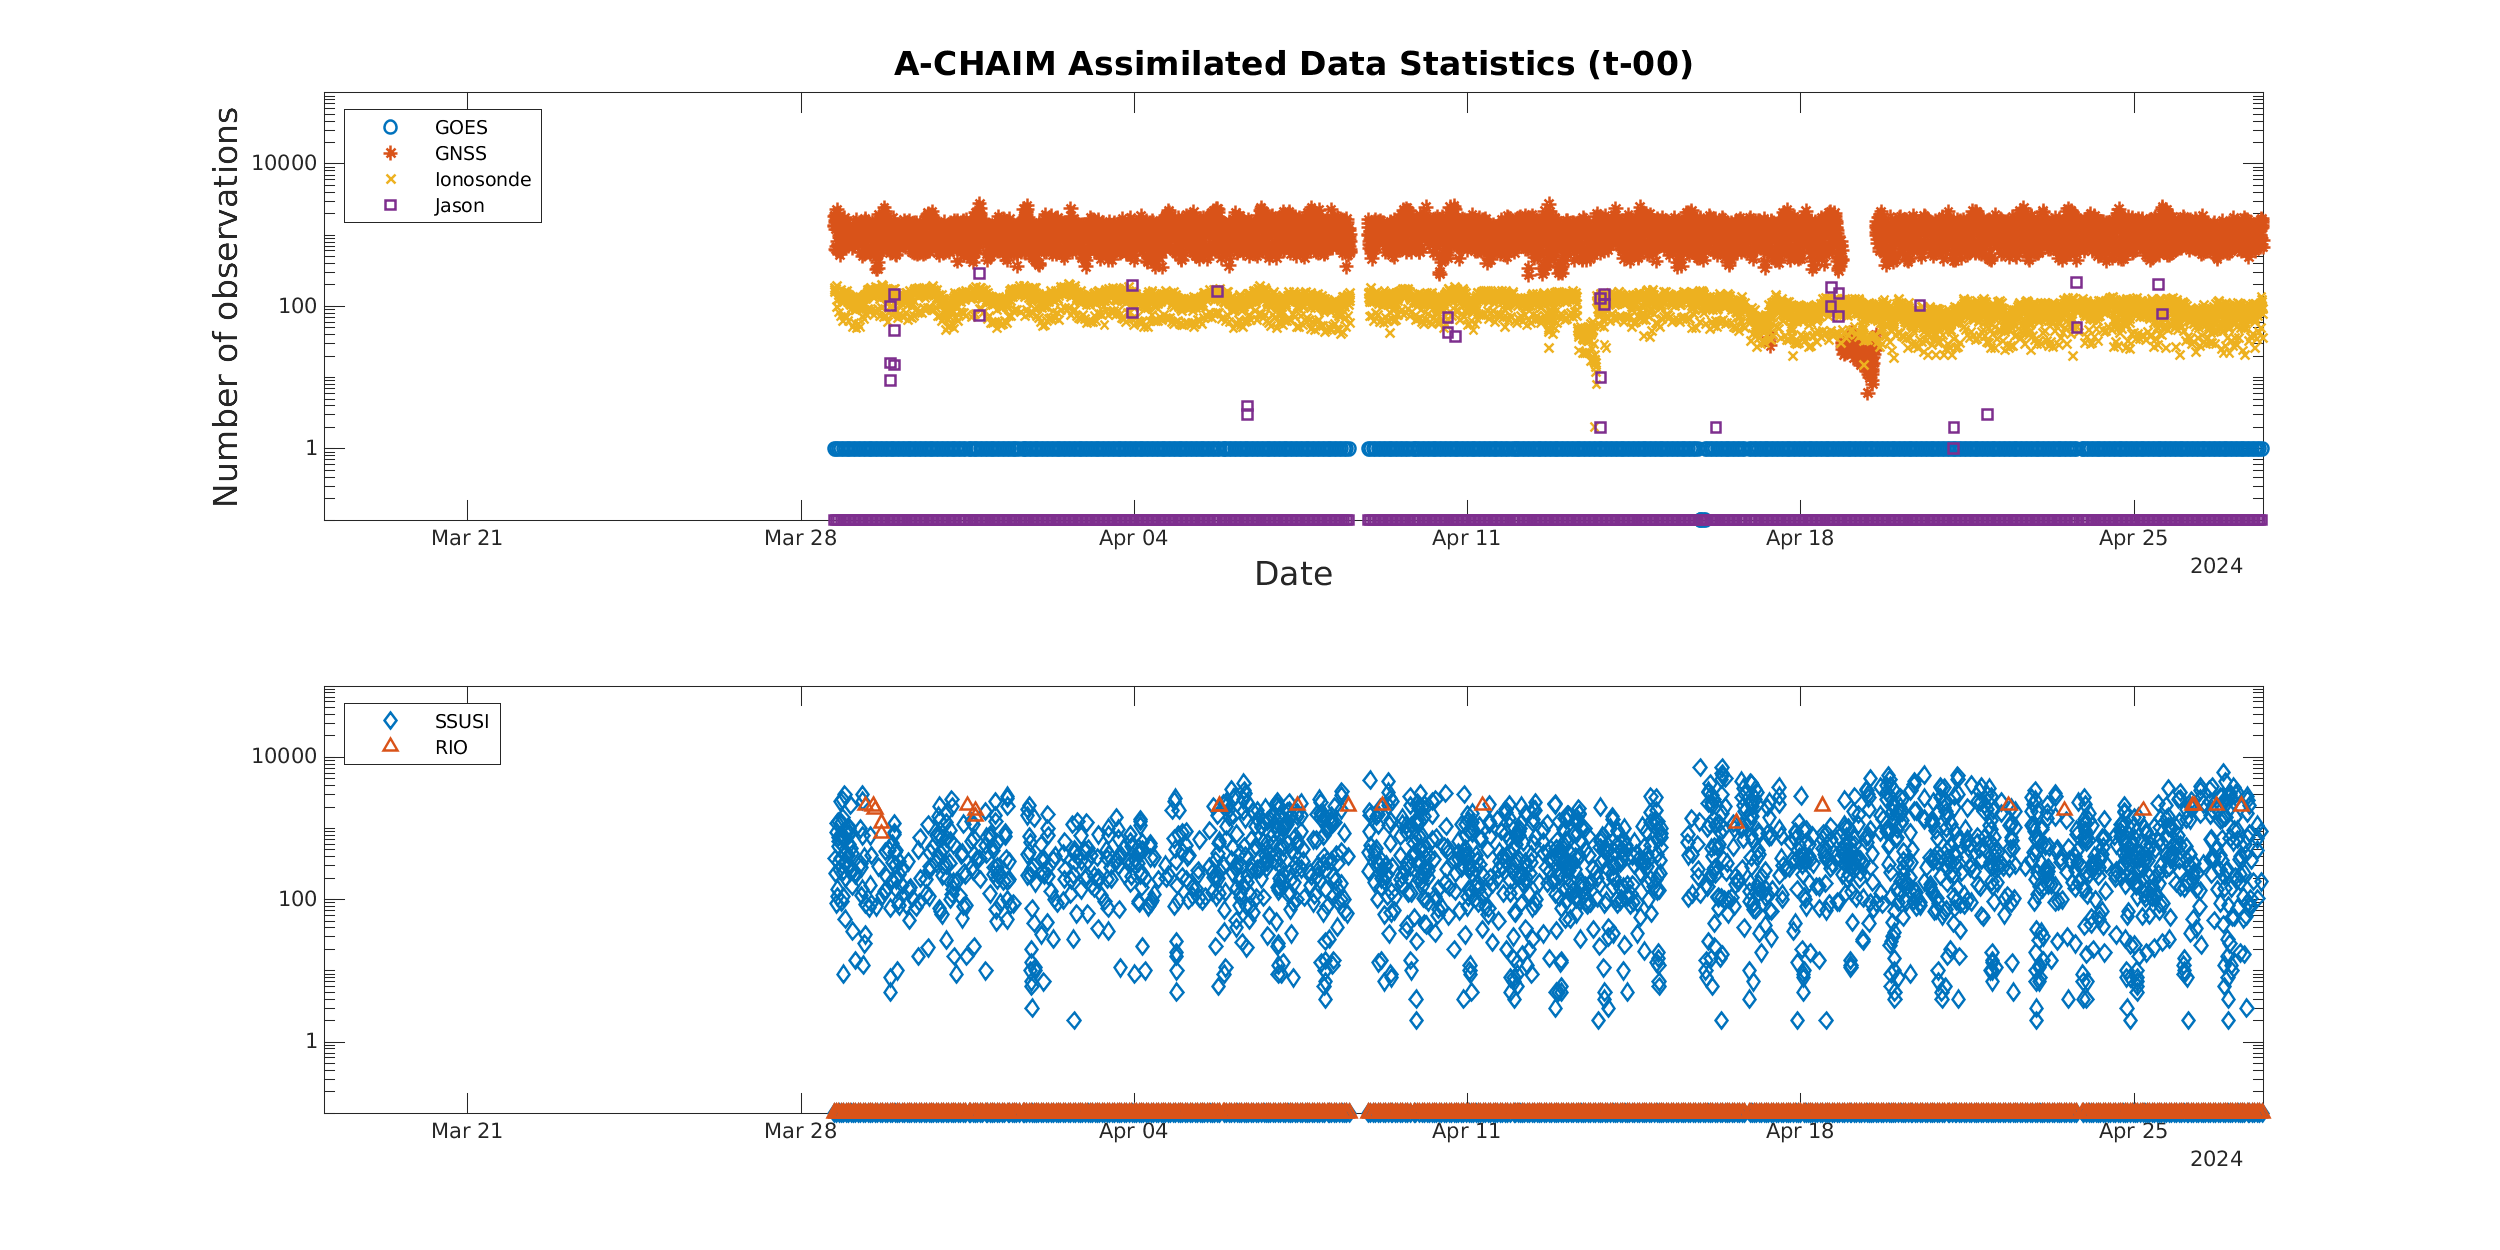 A-CHAIM Assimilated Data Statistics (t-00)
Number of observations
10000
100
1
GOES
GNSS
Ionosonde
Jason
Mar 21
Mar 28
Apr 04
Apr 11
Apr 18
Apr 25
2024
Date
10000
100
1
SSUSI
RIO
Mar 21
Mar 28
Apr 04
Apr 11
Apr 18
Apr 25
2024